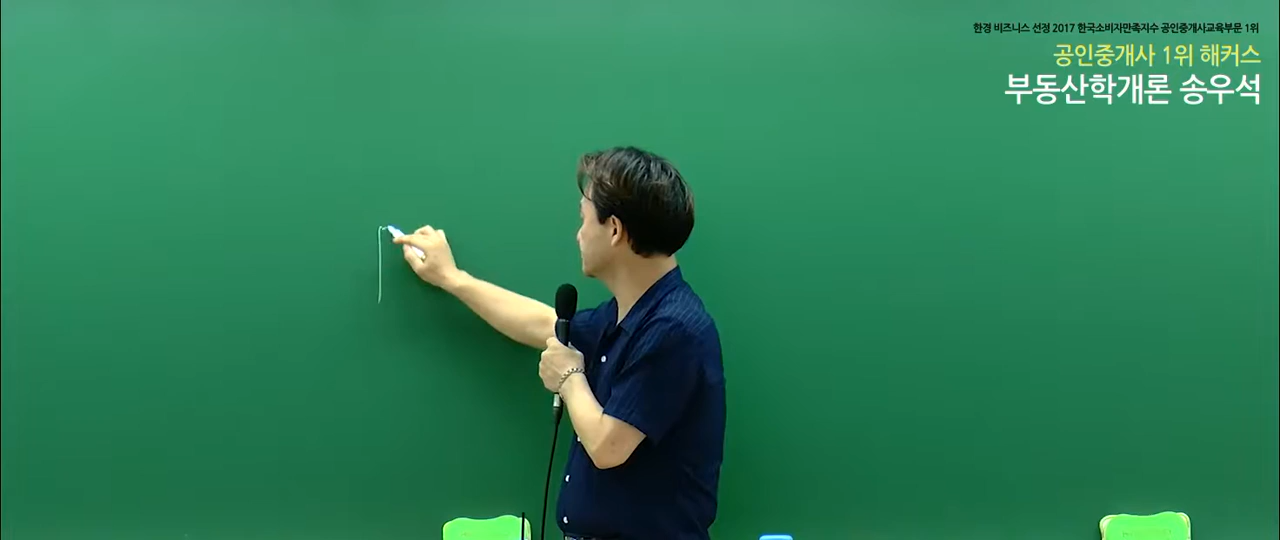 한경 비즈니스 선정 2017 한국소비자만족지수 공인중개사교육부문 1위
공인중개사 1위 해커스
부동산학개론 송우석